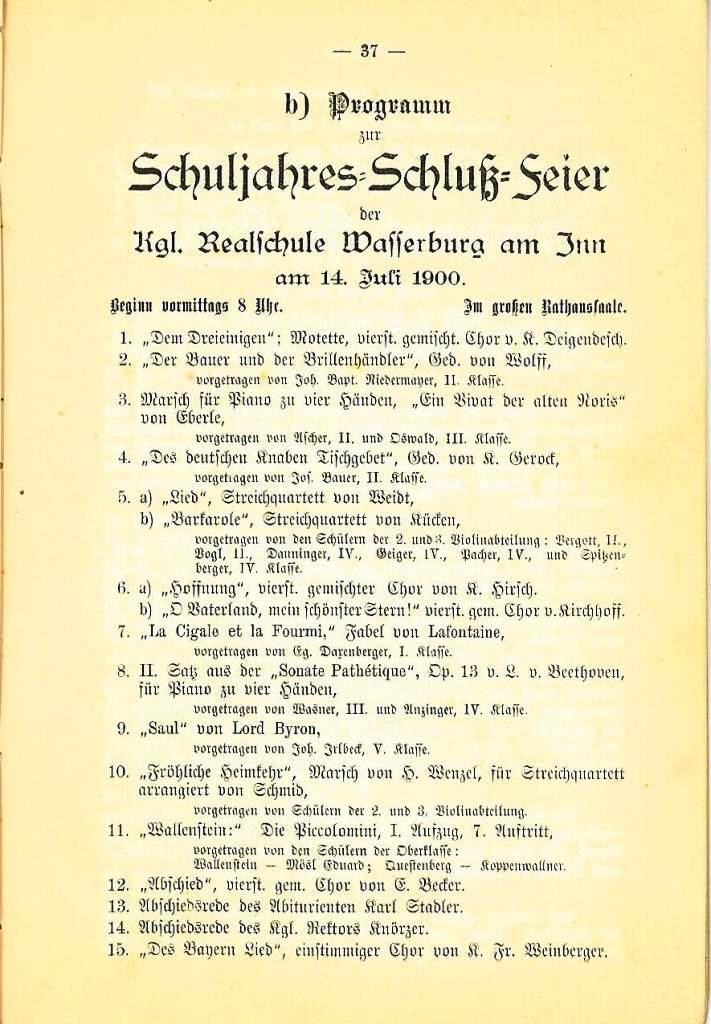 — 37 —
b) Programm
zur
Schuljahres-Schluß-Feier
der
Kgl. Realschule Wasserburg am Inn
am 14. Juli 1900.
Beginn vormittags 8 Uhr. Im großen Rathaussaale.
1. „Dem Dreieinigen“; Motette, vierst. gemischt. Chor v. K. Deigendesch.
2. „Der Bauer und der Brillenhändler“, Ged. von Wolff,
vorgetragen von Joh. Bapt. Niedermayer, II. Klasse.
3. Marsch für Piano zu vier Händen, „Ein Vivat der alten Noris“
von Eberle,
vorgetragen von Ascher, II. und Oswald, III. Klasse.
4. „Des deutschen Knaben Tischgebet“, Ged. von K. Gerock,
vorgetragen von Jos. Bauer, II. Klasse.
5. a) „Lied“, Streichquartett von Weidt,
b) „Barkarole“, Streichquartett von Kücken,
vorgetragen von den Schülern der 2. und 3. Violinabteilung: Vergott, II.,
Vogl, II., Danninger, IV., Geiger, IV., Pacher, IV., und Spitzen-
berger, IV. Klasse.
6. a) „Hoffnung“, vierst. gemischter Chor von K. Hirsch.
b) „O Vaterland, mein schönster Stern!“ vierst. gem. Chor v. Kirchhoff.
7. „La Cigale et la Fourmi,“ Fabel von Lafontaine,
vorgetragen von Eg. Daxenberger, I. Klasse.
8. II. Satz aus der „Sonate Pathétique“, Op. 13 v. L. v. Beethoven,
für Piano zu vier Händen,
vorgetragen von Wasner, III. und Anzinger, IV. Klasse.
9. „Saul“ von Lord Byron,
vorgetragen von Joh. Irlbeck, V. Klasse.
10. „Fröhliche Heimkehr“, Marsch von H. Wenzel, für Streichquartett
arrangiert von Schmid,
vorgetragen von Schülern der 2. und 3. Violinabteilung.
11. „Wallenstein:“ Die Piccolomini, I. Aufzug, 7. Auftritt,
vorgetragen von den Schülern der Oberklasse:
Wallenstein — Mösl Eduard; Questenberg — Koppenwallner.
12. „Abschied“, vierst. gem. Chor von E. Becker.
13. Abschiedsrede des Abiturienten Karl Stadler.
14. Abschiedsrede des Kgl. Rektors Knörzer.
15. „Des Bayern Lied“, einstimmiger Chor von K. Fr. Weinberger.